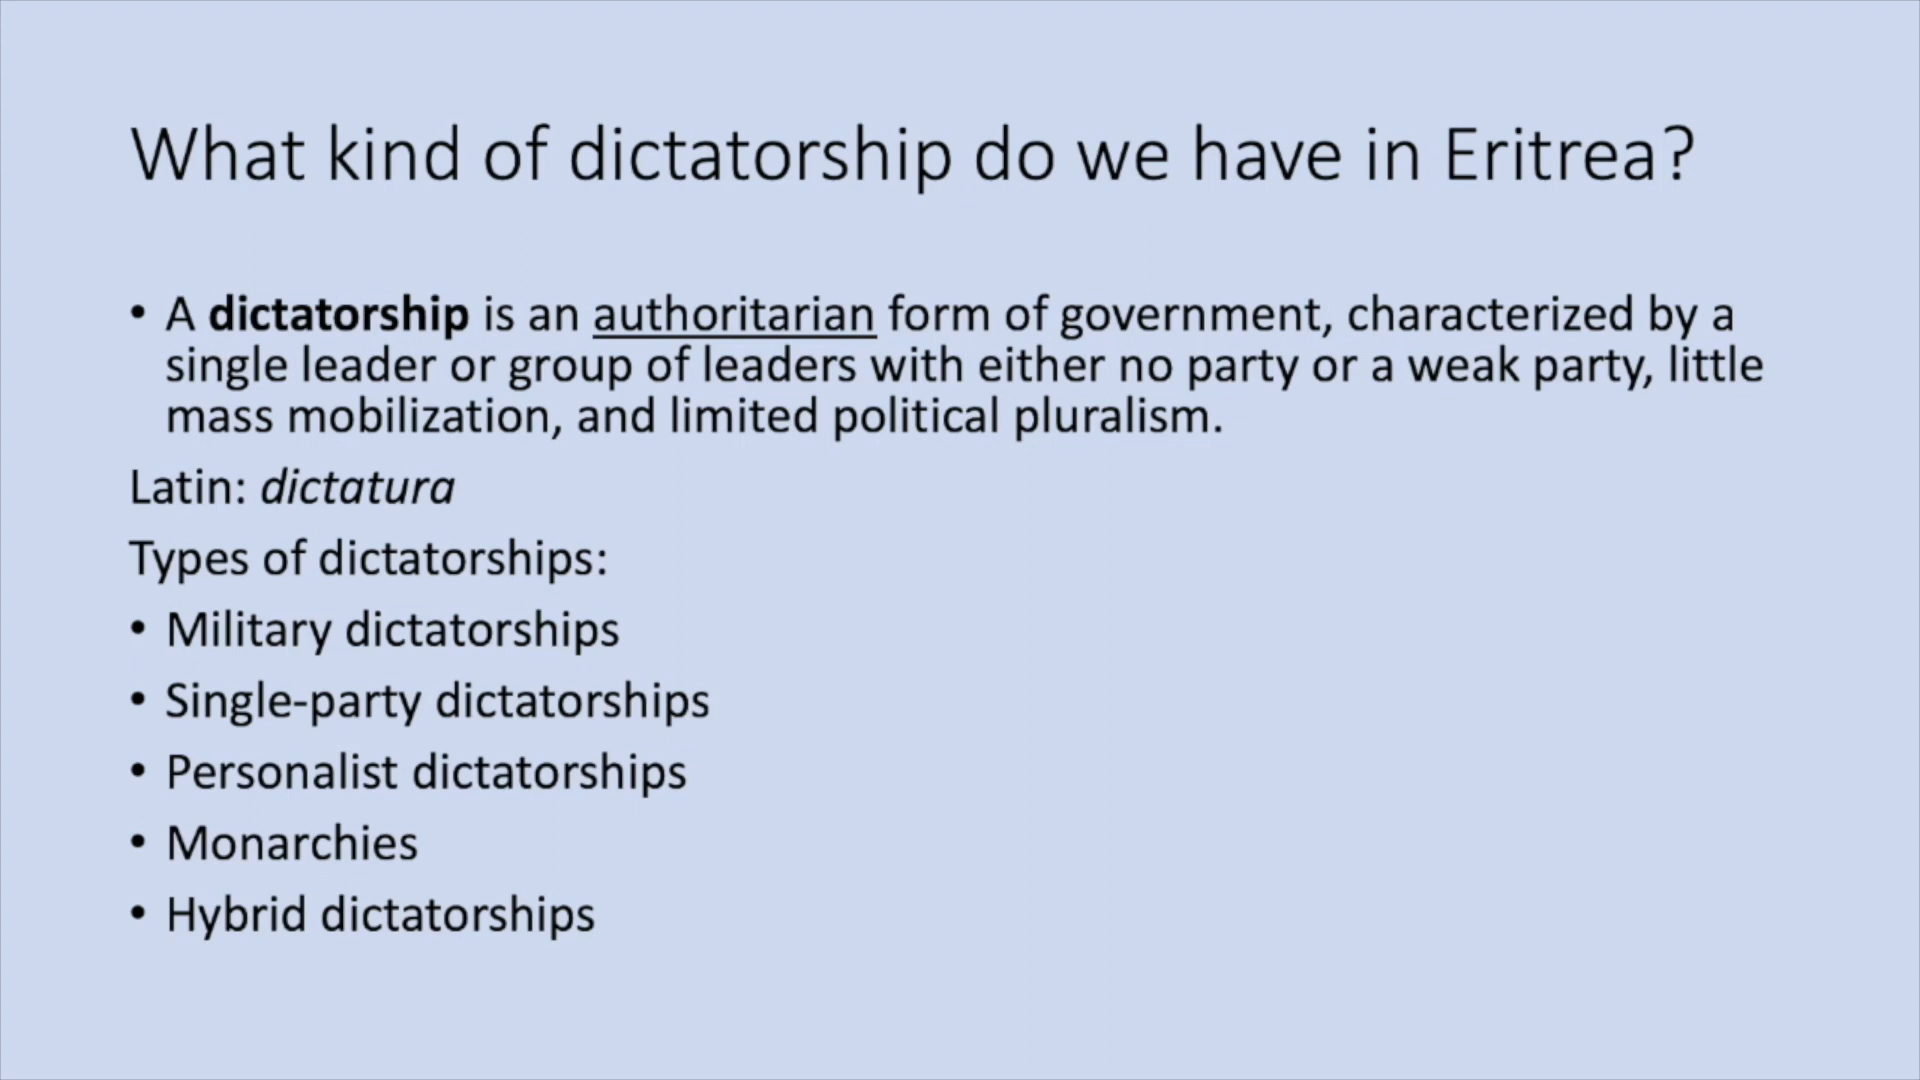 What kind of dictatorship do we have in Eritrea?
• A dictatorship is an authoritarian form of government, characterized by a
single leader or group of leaders with either no party or a weak party, little
mass mobilization, and limited political pluralism.
Latin: dictatura
Types of dictatorships:
• Military dictatorships
• Single-party dictatorships
• Personalist dictatorships
• Monarchies
• Hybrid dictatorships